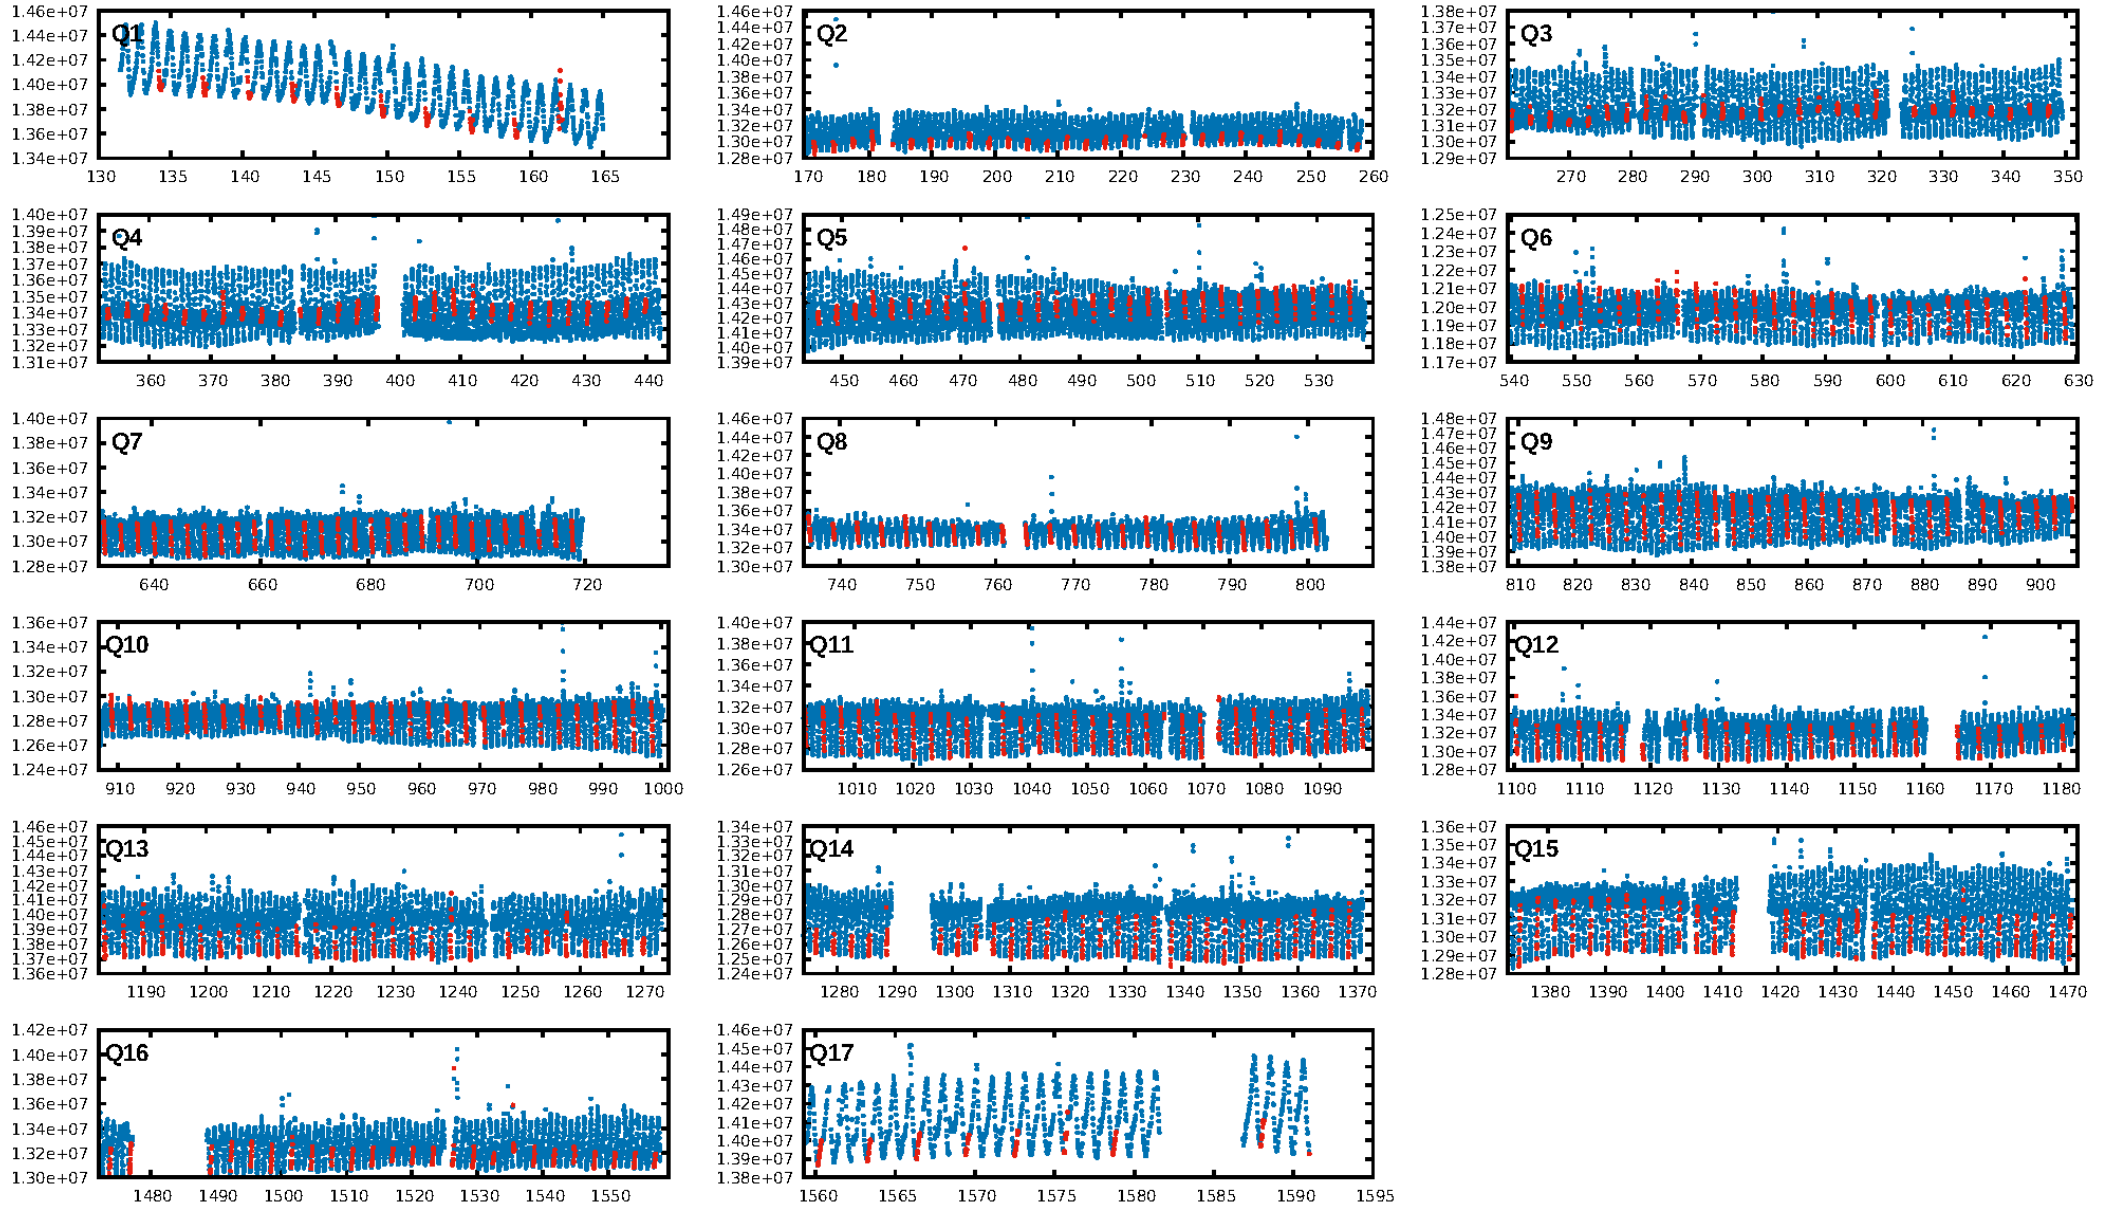 Q1
1.46e+07
1.44e+07
1.42e+07
1.40e+07
1.38e+07
1.36e+07
1.34e+07
130 135 140 145 150 155 160 165
Q2
1.46e+07
1.44e+07
1.42e+07
1.40e+07
1.38e+07
1.36e+07
1.34e+07
1.32e+07
1.30e+07
1.28e+07
170 180 190 200 210 220 230 240 250 260
Q3
1.38e+07
1.37e+07
1.36e+07
1.35e+07
1.34e+07
1.33e+07
1.32e+07
1.31e+07
1.30e+07
1.29e+07
270 280 290 300 310 320 330 340 350
Q4
1.40e+07
1.39e+07
1.38e+07
1.37e+07
1.36e+07
1.35e+07
1.34e+07
1.33e+07
1.32e+07
1.31e+07
360 370 380 390 400 410 420 430 440
Q5
1.49e+07
1.48e+07
1.47e+07
1.46e+07
1.45e+07
1.44e+07
1.43e+07
1.42e+07
1.41e+07
1.40e+07
1.39e+07
450 460 470 480 490 500 510 520 530
Q6
1.25e+07
1.24e+07
1.23e+07
1.22e+07
1.21e+07
1.20e+07
1.19e+07
1.18e+07
1.17e+07
540 550 560 570 580 590 600 610 620 630
Q7
1.40e+07
1.38e+07
1.36e+07
1.34e+07
1.32e+07
1.30e+07
1.28e+07
640 660 680 700 720
Q8
1.46e+07
1.44e+07
1.42e+07
1.40e+07
1.38e+07
1.36e+07
1.34e+07
1.32e+07
1.30e+07
740 750 760 770 780 790 800
Q9
1.48e+07
1.47e+07
1.46e+07
1.45e+07
1.44e+07
1.43e+07
1.42e+07
1.41e+07
1.40e+07
1.39e+07
1.38e+07
810 820 830 840 850 860 870 880 890 900
Q10
1.36e+07
1.34e+07
1.32e+07
1.30e+07
1.28e+07
1.26e+07
1.24e+07
910 920 930 940 950 960 970 980 990 1000
Q11
1.40e+07
1.38e+07
1.36e+07
1.34e+07
1.32e+07
1.30e+07
1.28e+07
1.26e+07
1010 1020 1030 1040 1050 1060 1070 1080 1090
Q12
1.44e+07
1.42e+07
1.40e+07
1.38e+07
1.36e+07
1.34e+07
1.32e+07
1.30e+07
1.28e+07
1100 1110 1120 1130 1140 1150 1160 1170 1180
Q13
1.46e+07
1.45e+07
1.44e+07
1.43e+07
1.42e+07
1.41e+07
1.40e+07
1.39e+07
1.38e+07
1.37e+07
1.36e+07
1190 1200 1210 1220 1230 1240 1250 1260 1270
Q14
1.34e+07
1.33e+07
1.32e+07
1.31e+07
1.30e+07
1.29e+07
1.28e+07
1.27e+07
1.26e+07
1.25e+07
1.24e+07
1280 1290 1300 1310 1320 1330 1340 1350 1360 1370
Q15
1.36e+07
1.35e+07
1.34e+07
1.33e+07
1.32e+07
1.31e+07
1.30e+07
1.29e+07
1.28e+07
1380 1390 1400 1410 1420 1430 1440 1450 1460 1470
Q16
1.42e+07
1.40e+07
1.38e+07
1.36e+07
1.34e+07
1.32e+07
1.30e+07
1480 1490 1500 1510 1520 1530 1540 1550
Q17
1.46e+07
1.45e+07
1.44e+07
1.43e+07
1.42e+07
1.41e+07
1.40e+07
1.39e+07
1.38e+07
1560 1565 1570 1575 1580 1585 1590 1595